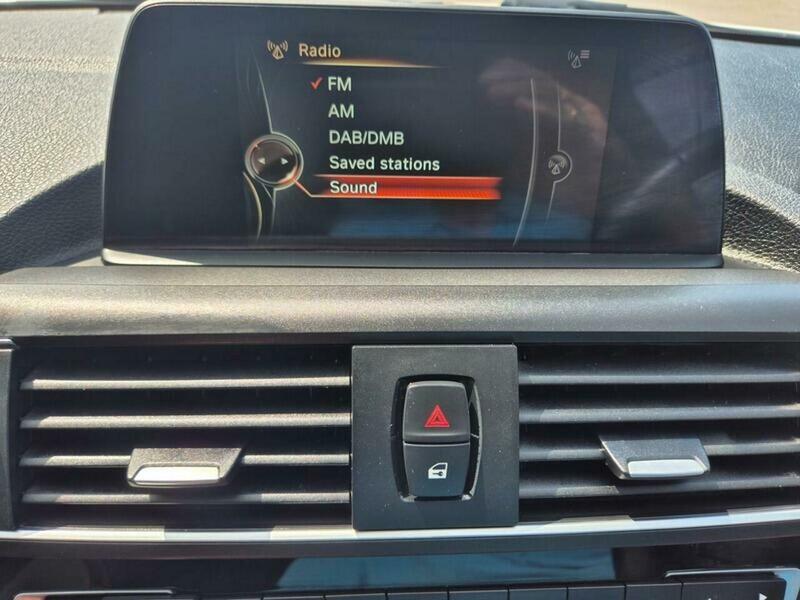 Radio
FM
AM
DAB/DMB
Saved stations
Sound